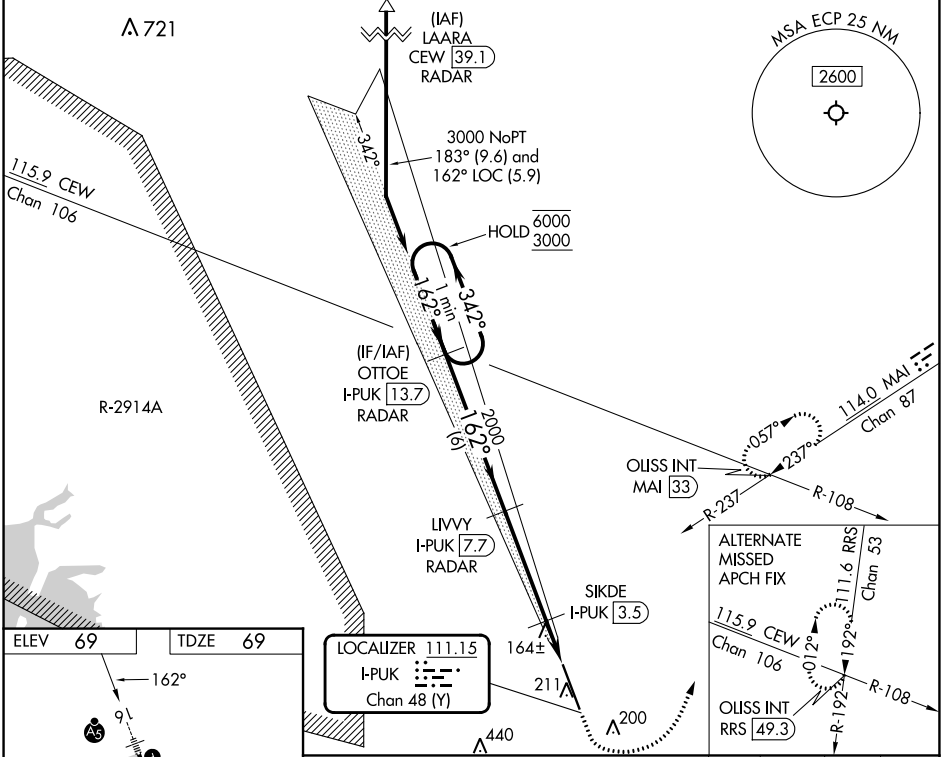 721
(IAF)
LAARA
CEW 39.1
RADAR
MSA ECP 25 NM
2600
342°
3000 NoPT
183° (9.6) and
162° LOC (5.9)
115.9 CEW
Chan 106
HOLD 6000
3000
162°
1 min
342°
(IF/IAF)
OTTOE
I-PUK 13.7
RADAR
R-2914A
2000
162°
(6)
114.0 MAI
Chan 87
057°
237°
OLISS INT
MAI 33
R-237
R-108
LIVVY
I-PUK 7.7
RADAR
ALTERNATE
MISSED
APCH FIX
111.6 RRS
Chan 53
115.9 CEW
Chan 106
012°
192°
R-108
R-192
OLISS INT
RRS 49.3
SIKDE
I-PUK 3.5
164±
211
200
440
LOCALIZER 111.15
I-PUK
Chan 48 (Y)
ELEV 69
TDZE 69
162°
16
A5